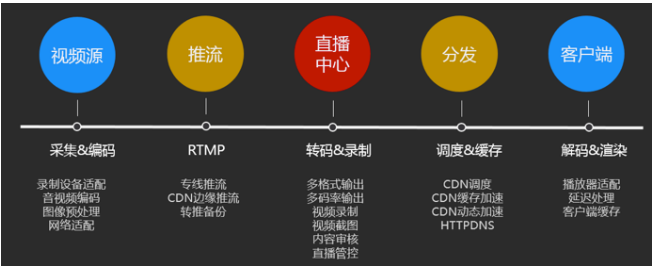 视频源
推流
直播
中心
分发
客户端
采集&编码
RTMP
转码&录制
调度&缓存
解码&渲染
录制设备适配
音视频编码
图像预处理
网络适配
专线推流
CDN边缘推流
转推备份
多格式输出
多码率输出
视频录制
视频截图
内容审核
直播管控
CDN调度
CDN缓存加速
CDN动态加速
HTTPDNS
播放器适配
延迟处理
客户端缓存